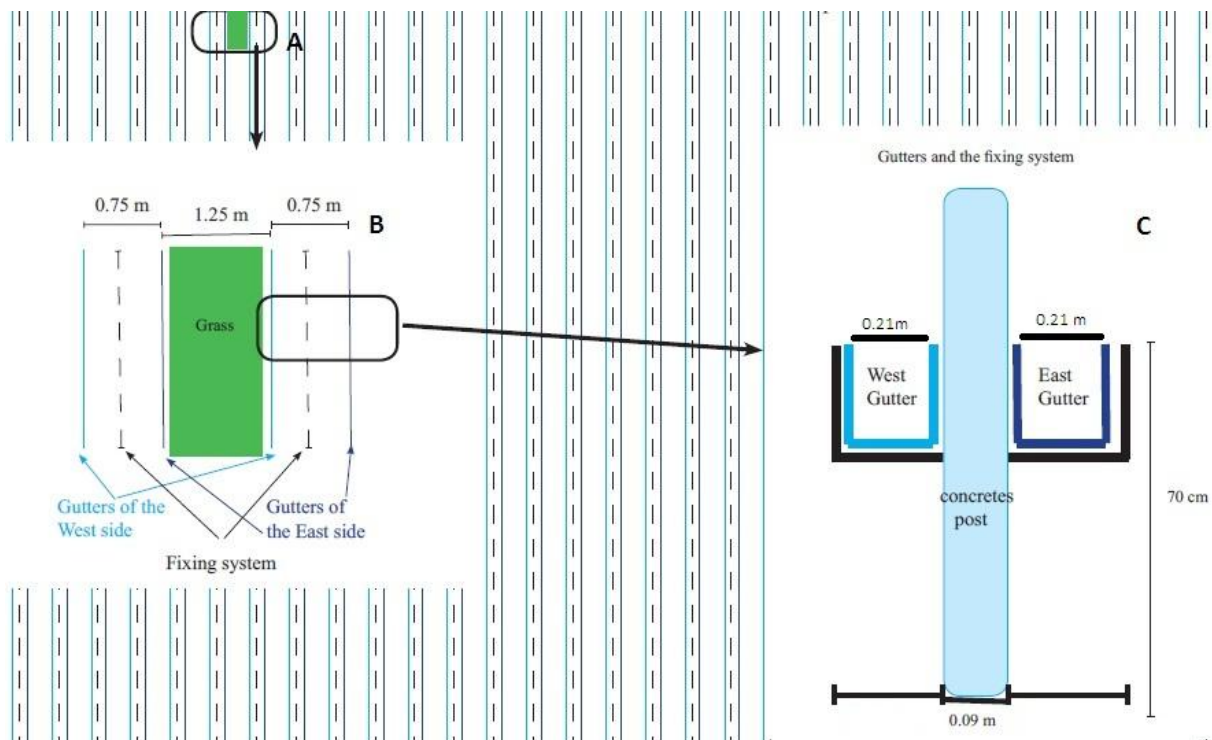 A
Gutters and the fixing system
0.75 m
1.25 m
0.75 m
B
C
Grass
0.21m
0.21 m
West
Gutter
East
Gutter
concretes
post
70 cm
Gutters of the
West side
Gutters of
the East side
Fixing system
0.09 m